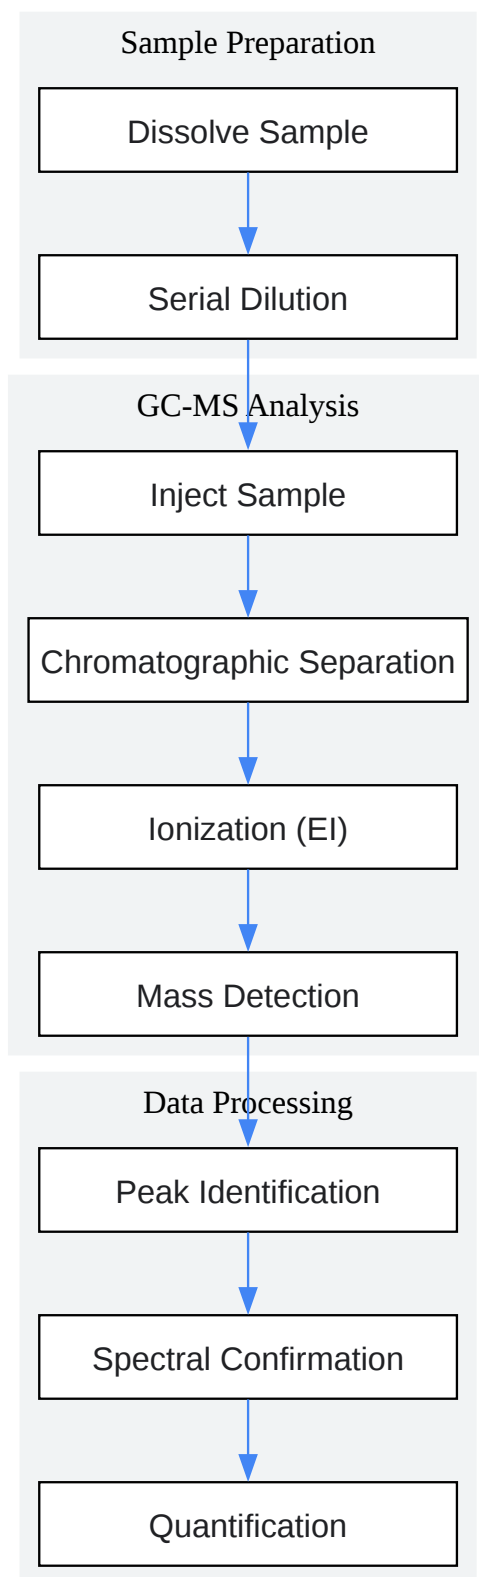 Sample Preparation
Dissolve Sample
Serial Dilution
GC-MS Analysis
Inject Sample
Chromatographic Separation
Ionization (EI)
Mass Detection
Data Processing
Peak Identification
Spectral Confirmation
Quantification